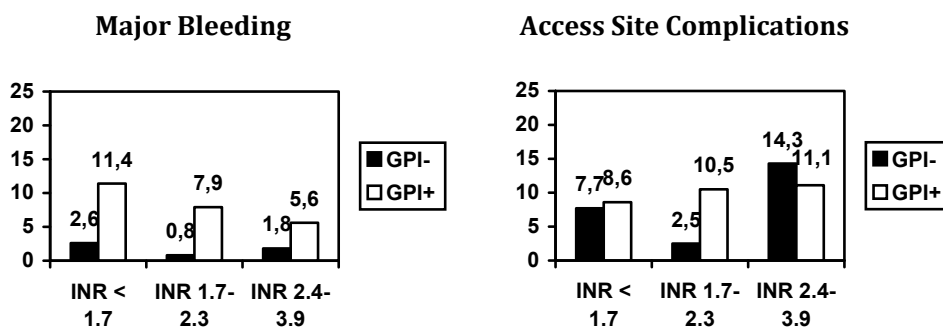 Major Bleeding
25
20
15
10
5
0
2,6
11,4
0,8
7,9
1,8
5,6
INR <
1.7
INR 1.7-
2.3
INR 2.4-
3.9
GPI-
GPI+
Access Site Complications
25
20
15
10
5
0
7,7
8,6
2,5
10,5
14,3
11,1
INR <
1.7
INR 1.7-
2.3
INR 2.4-
3.9
GPI-
GPI+